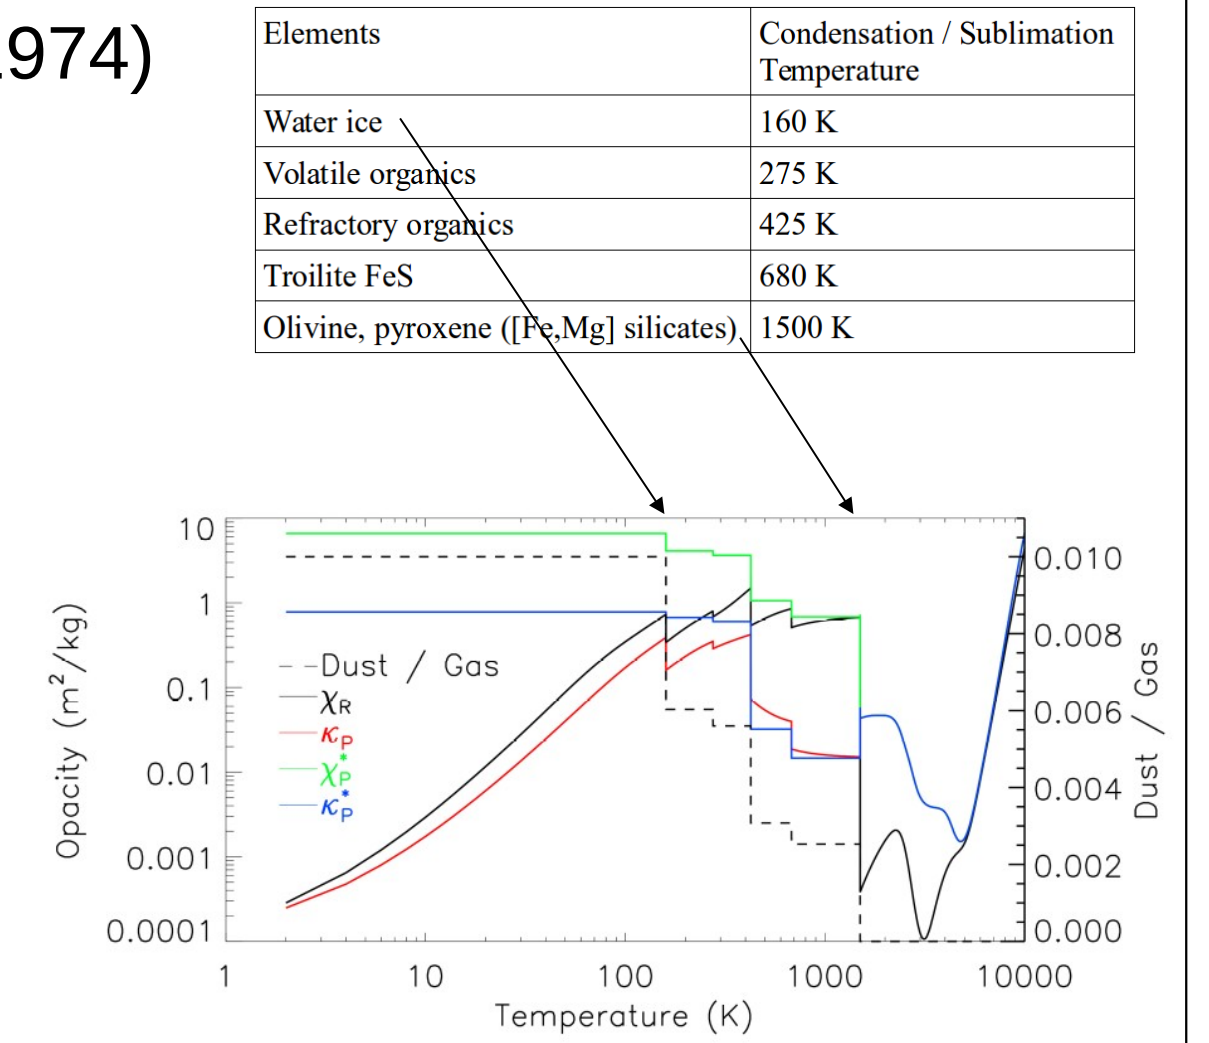 974)
Elements
Condensation / Sublimation
Temperature
Water ice
160 K
Volatile organics
275 K
Refractory organics
425 K
Troilite FeS
680 K
Olivine, pyroxene ([Fe,Mg] silicates)
1500 K
10
1
0.1
0.01
0.001
0.0001
Opacity (m²/kg)
Dust / Gas
χR
κP
χP*
κP*
0.010
0.008
0.006
0.004
0.002
0.000
Dust / Gas
1
10
100
1000
10000
Temperature (K)